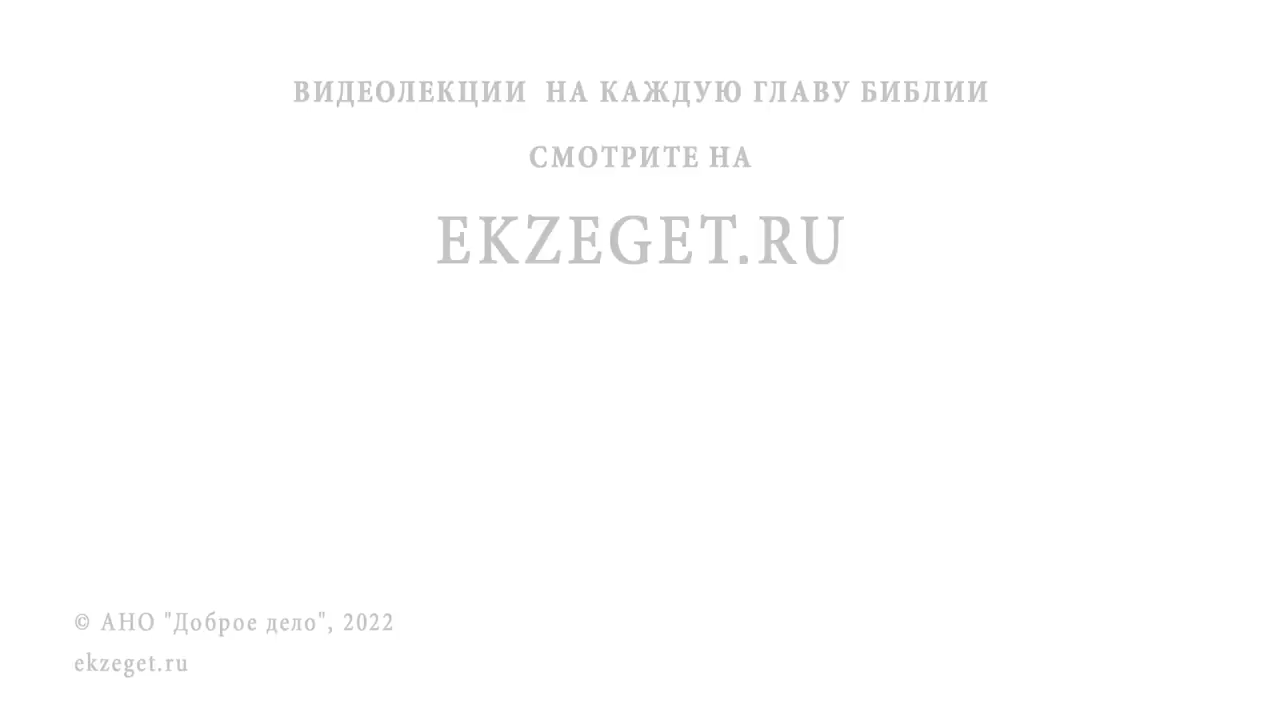 ВИДЕОЛЕКЦИИ НА КАЖДУЮ ГЛАВУ БИБЛИИ
СМОТРИТЕ НА
EKZEGET.RU
© АНО "Доброе дело", 2022
ekzeget.ru